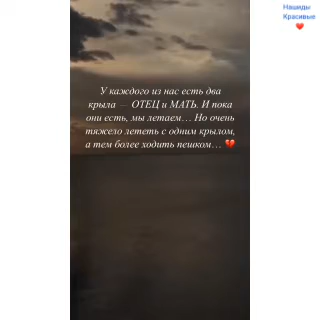 Нашиды
Красивые
❤️
У каждого из нас есть два
крыла — ОТЕЦ и МАТЬ. И пока
они есть, мы летаем... Но очень
тяжело лететь с одним крылом,
а тем более ходить пешком... 💔